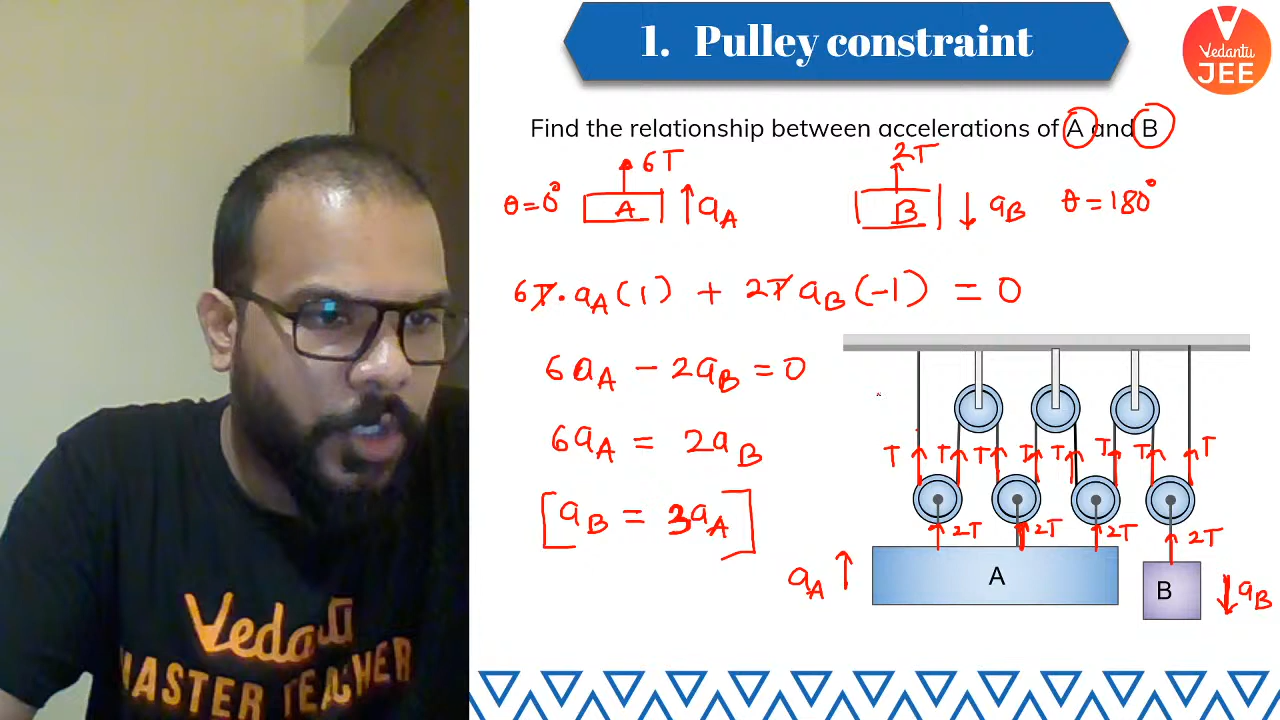 1. Pulley constraint
Vedantu
JEE
Find the relationship between accelerations of A and B
6T
2T
θ = 0°
A
aA
B
aB
θ = 180°
6T. aA (1) + 2T aB (-1) = 0
6aA - 2aB = 0
6aA = 2aB
[aB = 3aA]
T T T T T T T T
2T 2T 2T 2T
aA
A
B
aB
Vedantu
MASTER TEACHER